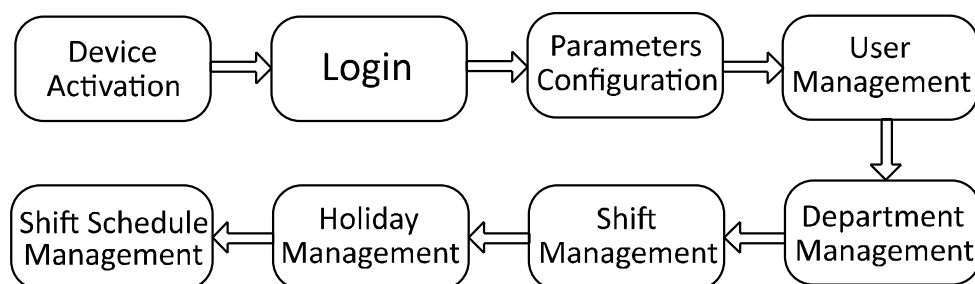 Device
Activation
Login
Parameters
Configuration
User
Management
Department
Management
Shift
Management
Holiday
Management
Shift Schedule
Management